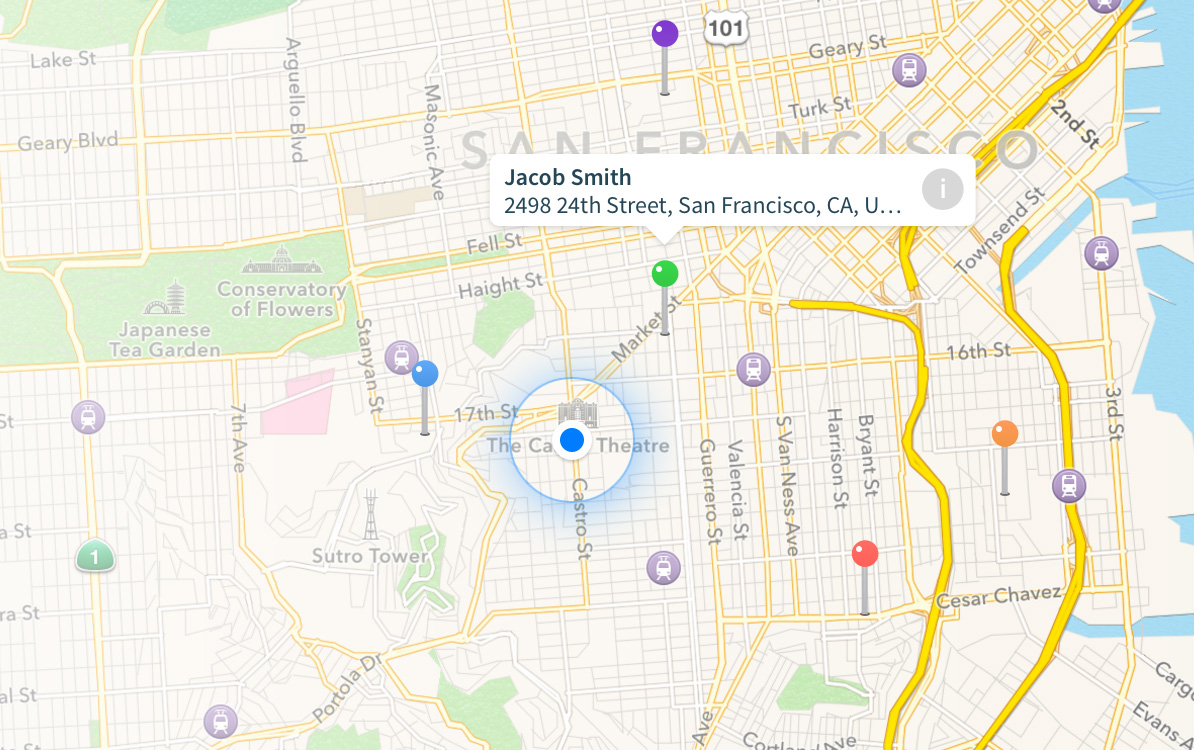 101
Geary St
Lake St
Arguello Blvd
Masonic Ave
Turk St
2nd St
Geary Blvd
SAN FRANCISCO
Jacob Smith
i
2498 24th Street, San Francisco, CA, U…
Townsend St
Fell St
Conservatory
of Flowers
Haight St
Japanese
Tea Garden
Market St
Stanyan St
16th St
3rd St
17th St
7th Ave
The Ca
Theatre
Guerrero St
Valencia St
S Van Ness Ave
Harrison St
Bryant St
Castro St
St
a St
1
Sutro Tower
Cesar Chavez
ra St
Portola Dr
al St
Ave
Cortland Ave
Cargo
Evans A